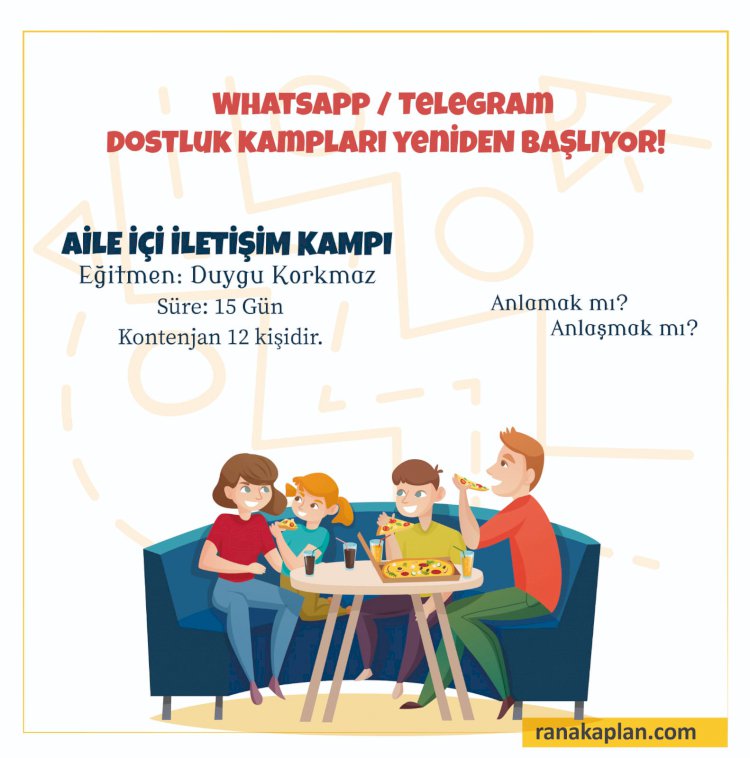 WHATSAPP / TELEGRAM
DOSTLUK KAMPLARI YENİDEN BAŞLIYOR!
AİLE İÇİ İLETİŞİM KAMPI
Eğitmen: Duygu Korkmaz
Süre: 15 Gün
Kontenjan 12 kişidir.
Anlamak mı?
Anlaşmak mı?
ranakaplan.com